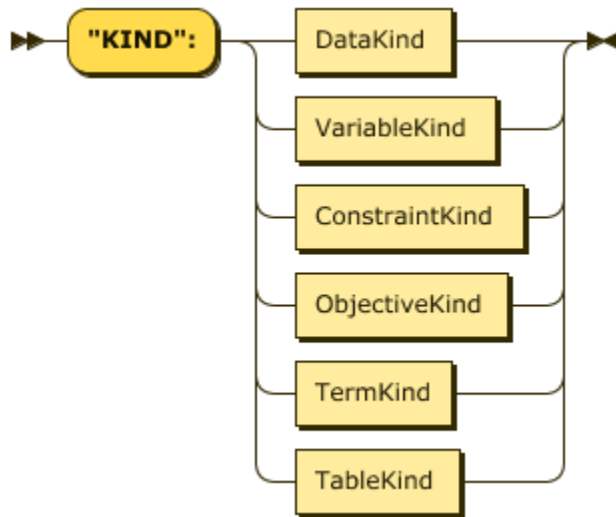 "KIND":
DataKind
VariableKind
ConstraintKind
ObjectiveKind
TermKind
TableKind